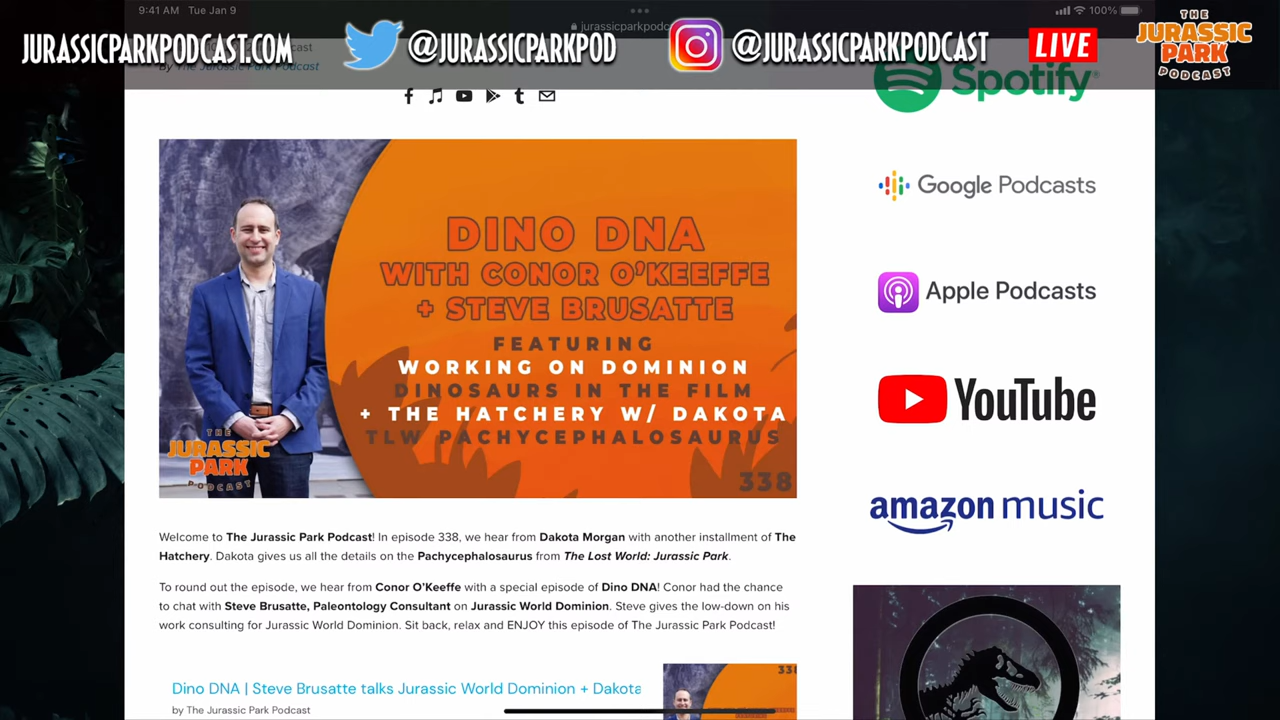 9:41 AM Tue Jan 9
100%
JURASSICPARKPODCAST.COM
@JURASSICPARKPOD
@JURASSICPARKPODCAST
LIVE
THE
JURASSIC
PARK
PODCAST
By The Jurassic Park Podcast
Spotify
DINO DNA
WITH CONOR O'KEEFFE
+ STEVE BRUSATTE
FEATURING
WORKING ON DOMINION
DINOSAURS IN THE FILM
+ THE HATCHERY W/ DAKOTA
TLW PACHYCEPHALOSAURUS
338
THE
JURASSIC
PARK
PODCAST
Google Podcasts
Apple Podcasts
YouTube
amazon music
Welcome to The Jurassic Park Podcast! In episode 338, we hear from Dakota Morgan with another installment of The
Hatchery. Dakota gives us all the details on the Pachycephalosaurus from The Lost World: Jurassic Park.
To round out the episode, we hear from Conor O'Keeffe with a special episode of Dino DNA! Conor had the chance
to chat with Steve Brusatte, Paleontology Consultant on Jurassic World Dominion. Steve gives the low-down on his
work consulting for Jurassic World Dominion. Sit back, relax and ENJOY this episode of The Jurassic Park Podcast!
Dino DNA | Steve Brusatte talks Jurassic World Dominion + Dakota
by The Jurassic Park Podcast